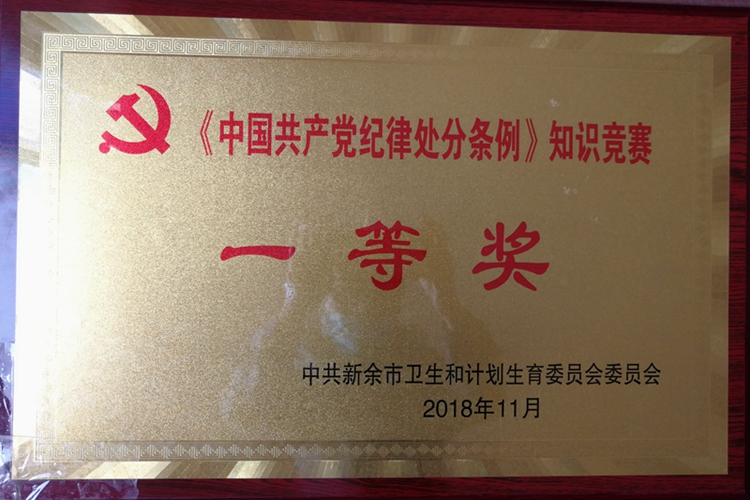 《中国共产党纪律处分条例》知识竞赛
一等奖
中共新余市卫生和计划生育委员会委员会
2018年11月